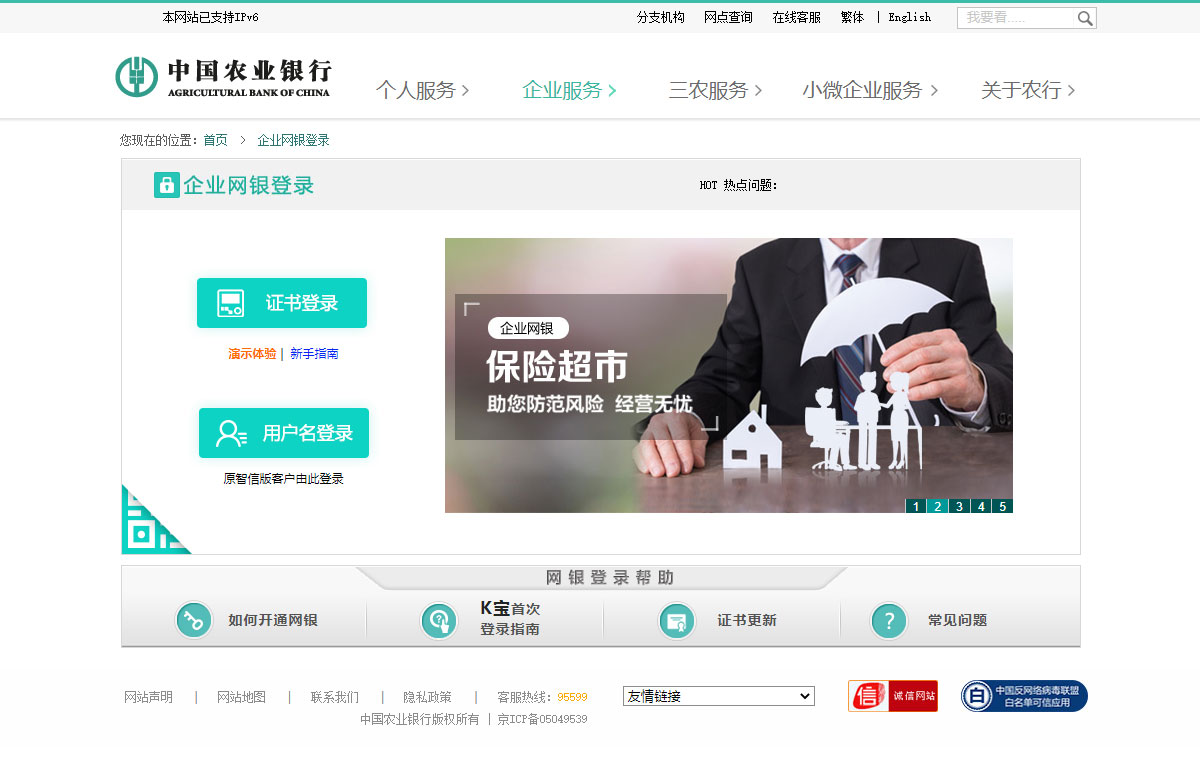 本网站已支持IPv6
分支机构 网点查询 在线客服 繁体 | English
我要看.....
中国农业银行
AGRICULTURAL BANK OF CHINA
个人服务 > 企业服务 > 三农服务 > 小微企业服务 > 关于农行 >
您现在的位置：首页 > 企业网银登录
企业网银登录
HOT 热点问题：
证书登录
演示体验 | 新手指南
用户名登录
原智信版客户由此登录
企业网银
保险超市
助您防范风险 经营无忧
1 2 3 4 5
网银登录帮助
如何开通网银
K宝首次
登录指南
证书更新
? 常见问题
网站声明 | 网站地图 | 联系我们 | 隐私政策 | 客服热线：95599
中国农业银行版权所有 | 京ICP备05049539
友情链接
信 诚信网站
白 中国反网络病毒联盟
白名单可信应用